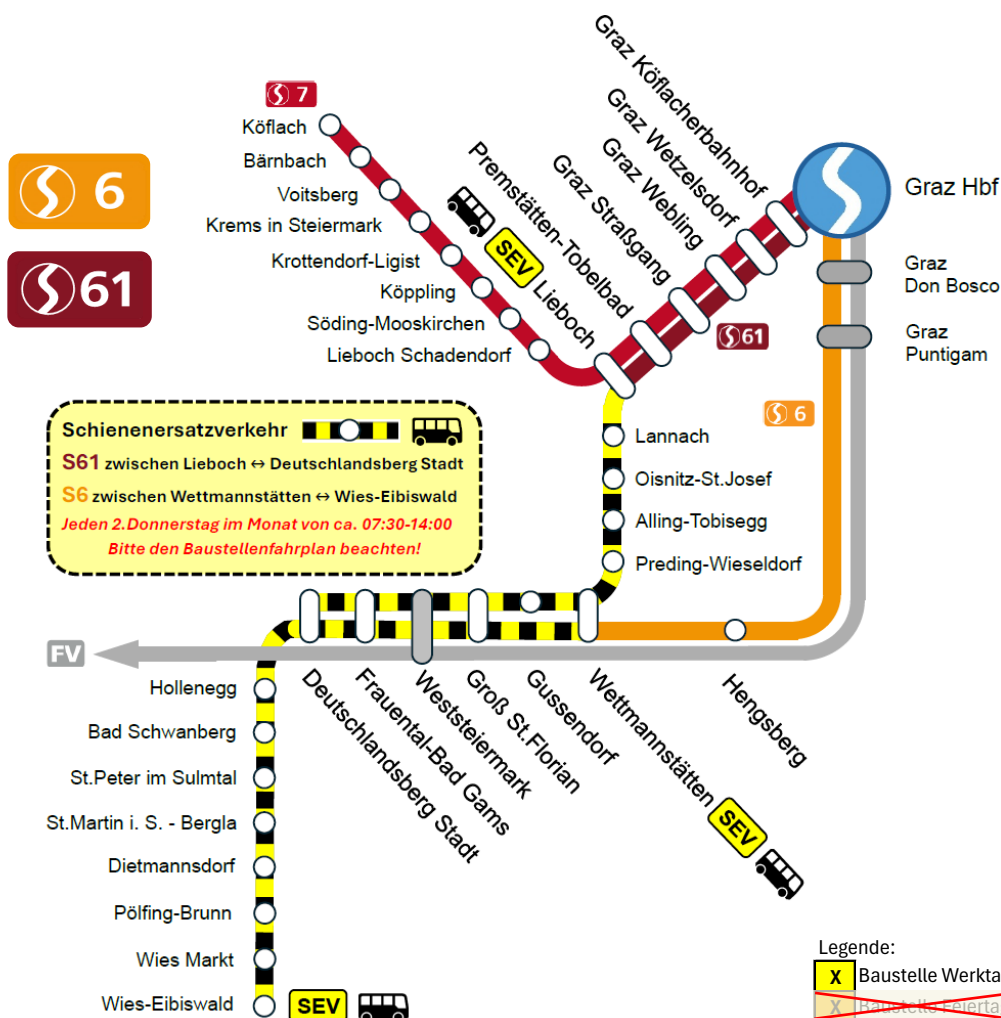 6
61
7
Köflach
Bärnbach
Voitsberg
Krems in Steiermark
Krottendorf-Ligist
Köppling
Söding-Mooskirchen
Lieboch Schadendorf
SEV
Lieboch
Premstätten-Tobelbad
Graz Straßgang
Graz Webling
Graz Wetzelsdorf
Graz Köflacherbahnhof
61
Graz Hbf
Graz
Don Bosco
Graz
Puntigam
6
Schienenersatzverkehr
S61 zwischen Lieboch ↔ Deutschlandsberg Stadt
S6 zwischen Wettmannstätten ↔ Wies-Eibiswald
Jeden 2.Donnerstag im Monat von ca. 07:30-14:00
Bitte den Baustellenfahrplan beachten!
Lannach
Oisnitz-St.Josef
Alling-Tobisegg
Preding-Wieseldorf
FV
Deutschlandsberg Stadt
Frauental-Bad Gams
Weststeiermark
Groß St.Florian
Gussendorf
Wettmannstätten
SEV
Hengsberg
Hollenegg
Bad Schwanberg
St.Peter im Sulmtal
St.Martin i. S. - Bergla
Dietmannsdorf
Pölfing-Brunn
Wies Markt
Wies-Eibiswald
SEV
Legende:
X Baustelle Werkta
X Baustelle Feierta